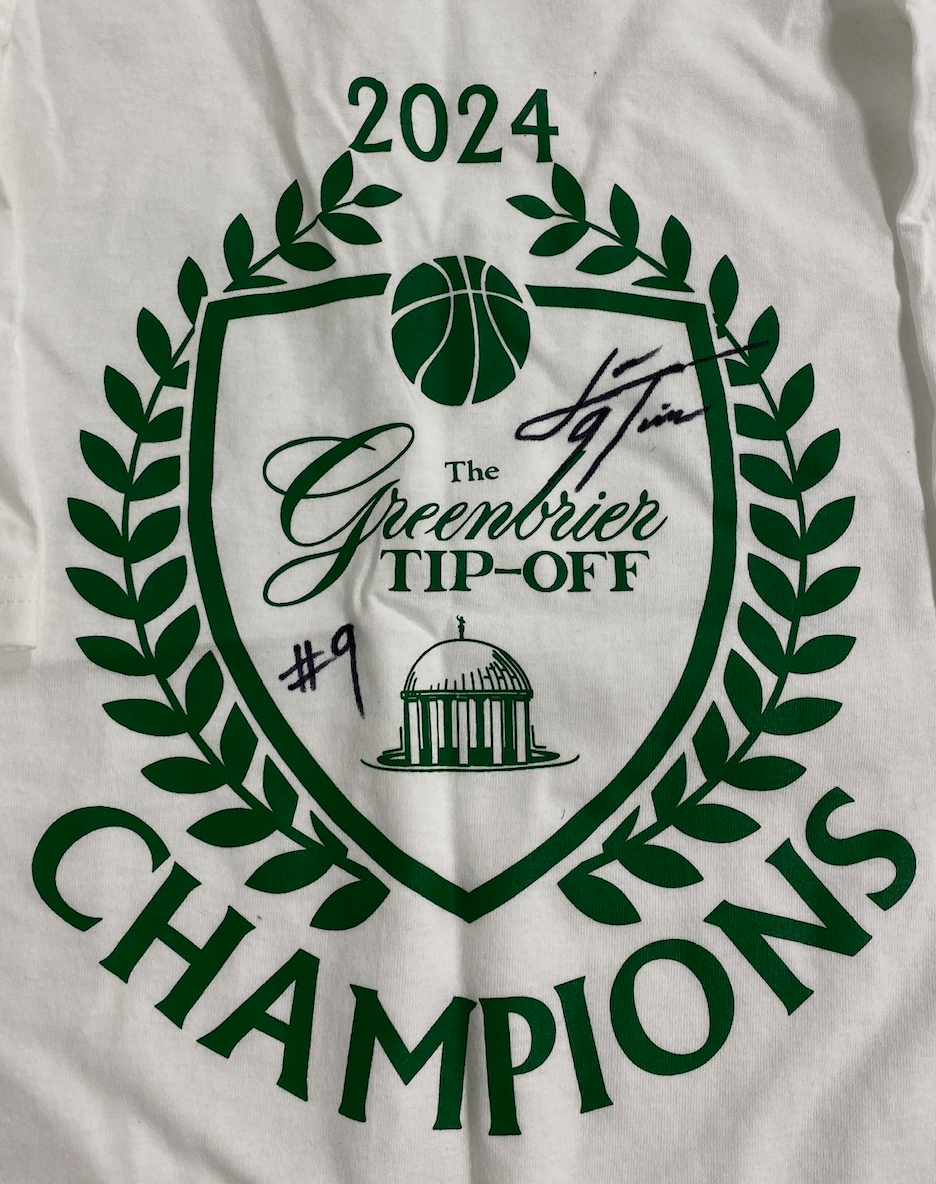 2024
The
Greenbrier
TIP-OFF
#9
CHAMPIONS